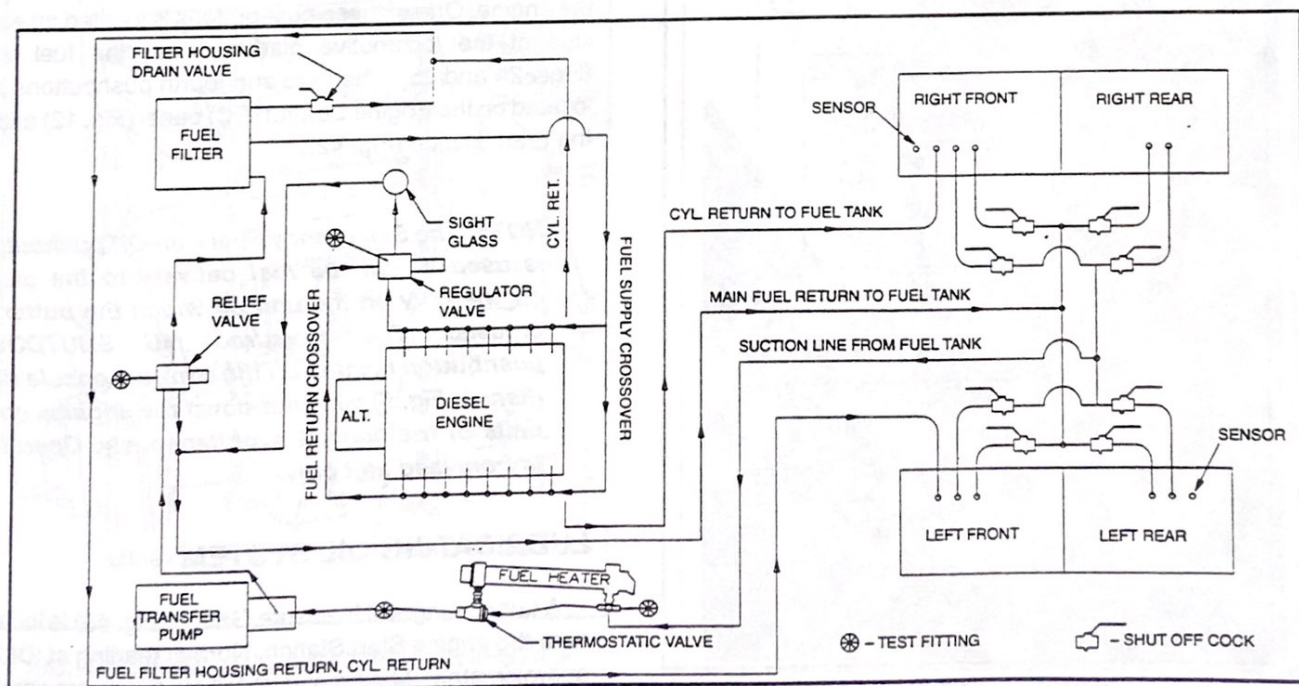 FILTER HOUSING
DRAIN VALVE
FUEL
FILTER
SENSOR
RIGHT FRONT
RIGHT REAR
SIGHT
GLASS
CYL. RET.
CYL. RETURN TO FUEL TANK
REGULATOR
VALVE
RELIEF
VALVE
FUEL RETURN CROSSOVER
FUEL SUPPLY CROSSOVER
MAIN FUEL RETURN TO FUEL TANK
SUCTION LINE FROM FUEL TANK
ALT.
DIESEL
ENGINE
SENSOR
LEFT FRONT
LEFT REAR
FUEL HEATER
FUEL
TRANSFER
PUMP
THERMOSTATIC VALVE
- TEST FITTING
- SHUT OFF COCK
FUEL FILTER HOUSING RETURN, CYL. RETURN